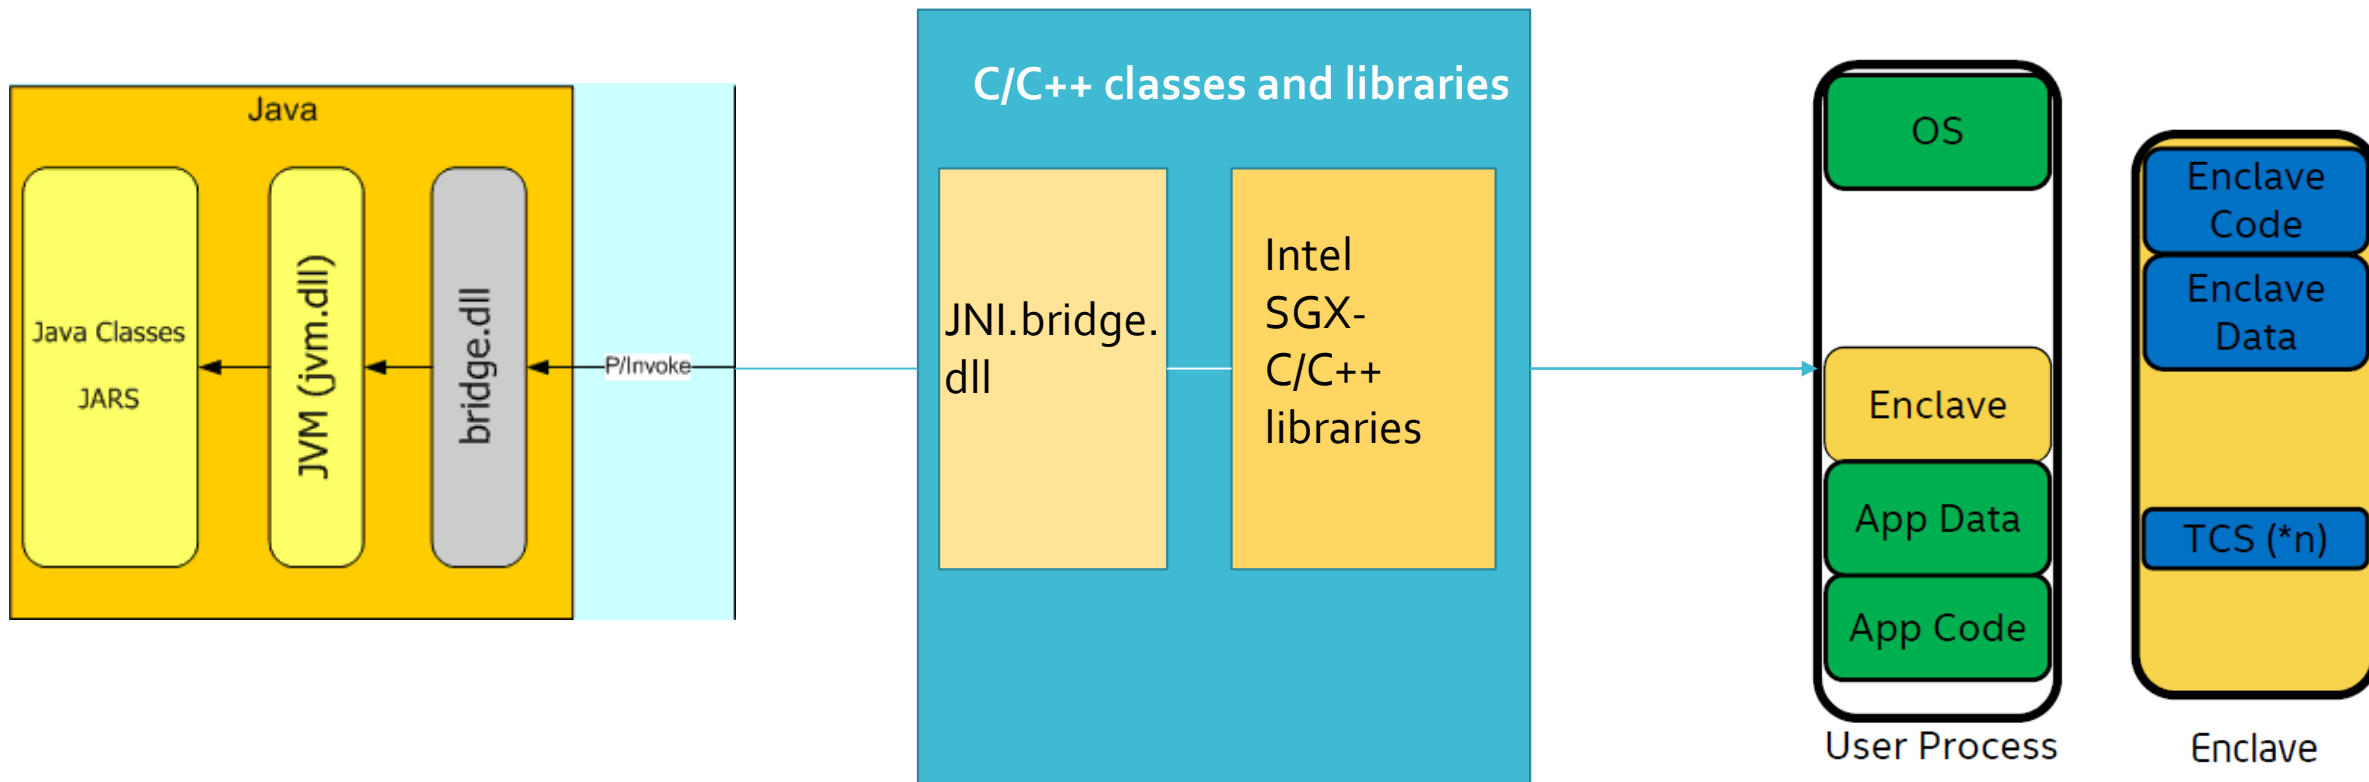 Java
Java Classes
JARS
JVM (jvm.dll)
bridge.dll
P/Invoke
C/C++ classes and libraries
JNI.bridge.
dll
Intel
SGX-
C/C++
libraries
OS
Enclave
App Data
App Code
User Process
Enclave
Code
Enclave
Data
TCS (*n)
Enclave